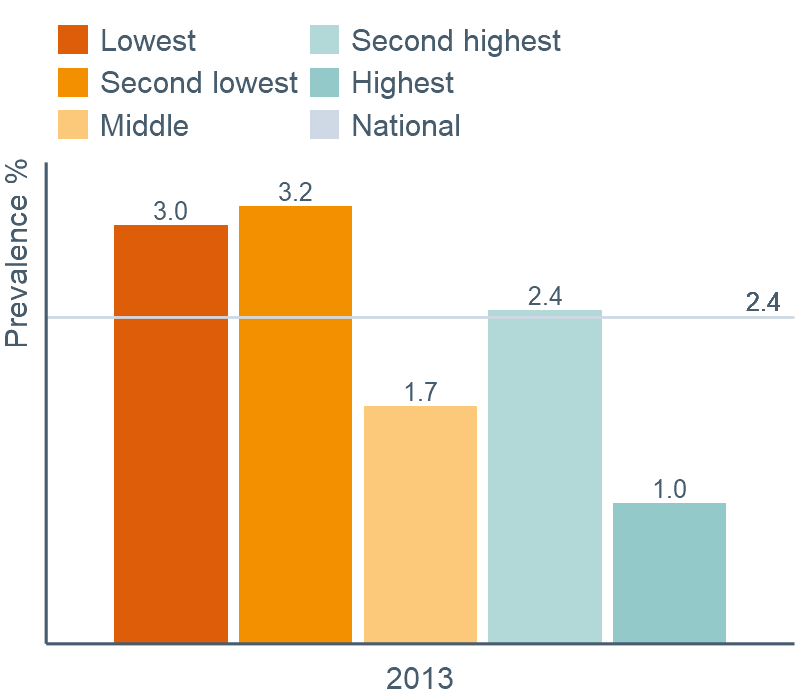 Lowest
Second lowest
Middle
Second highest
Highest
National
Prevalence %
3.0
3.2
1.7
2.4
1.0
2.4
2013